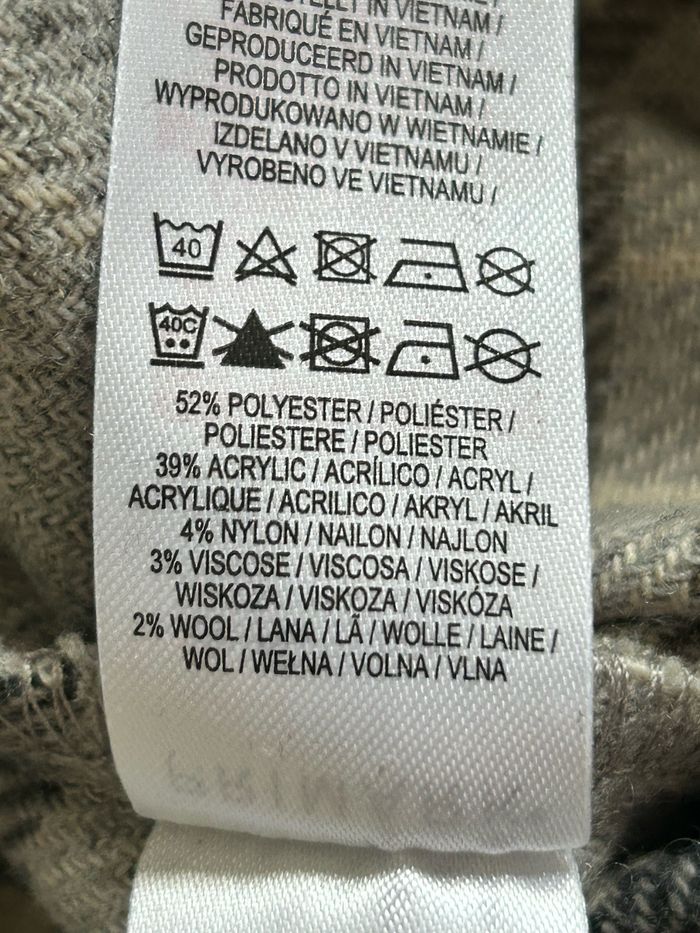 IN VIETNAM /
FABRIQUÉ EN VIETNAM /
GEPRODUCEERD IN VIETNAM /
PRODOTTO IN VIETNAM /
WYPRODUKOWANO W WIETNAMIE /
IZDELANO V VIETNAMU /
VYROBENO VE VIETNAMU /
40
40C
52% POLYESTER / POLIÉSTER /
POLIESTERE / POLIESTER
39% ACRYLIC / ACRÍLICO / ACRYL /
ACRYLIQUE / ACRILICO / AKRYL / AKRIL
4% NYLON / NAILON / NAJLON
3% VISCOSE / VISCOSA / VISKOSE /
WISKOZA / VISKOZA / VISKÓZA
2% WOOL / LANA / LÃ / WOLLE / LAINE /
WOL / WEŁNA / VOLNA / VLNA